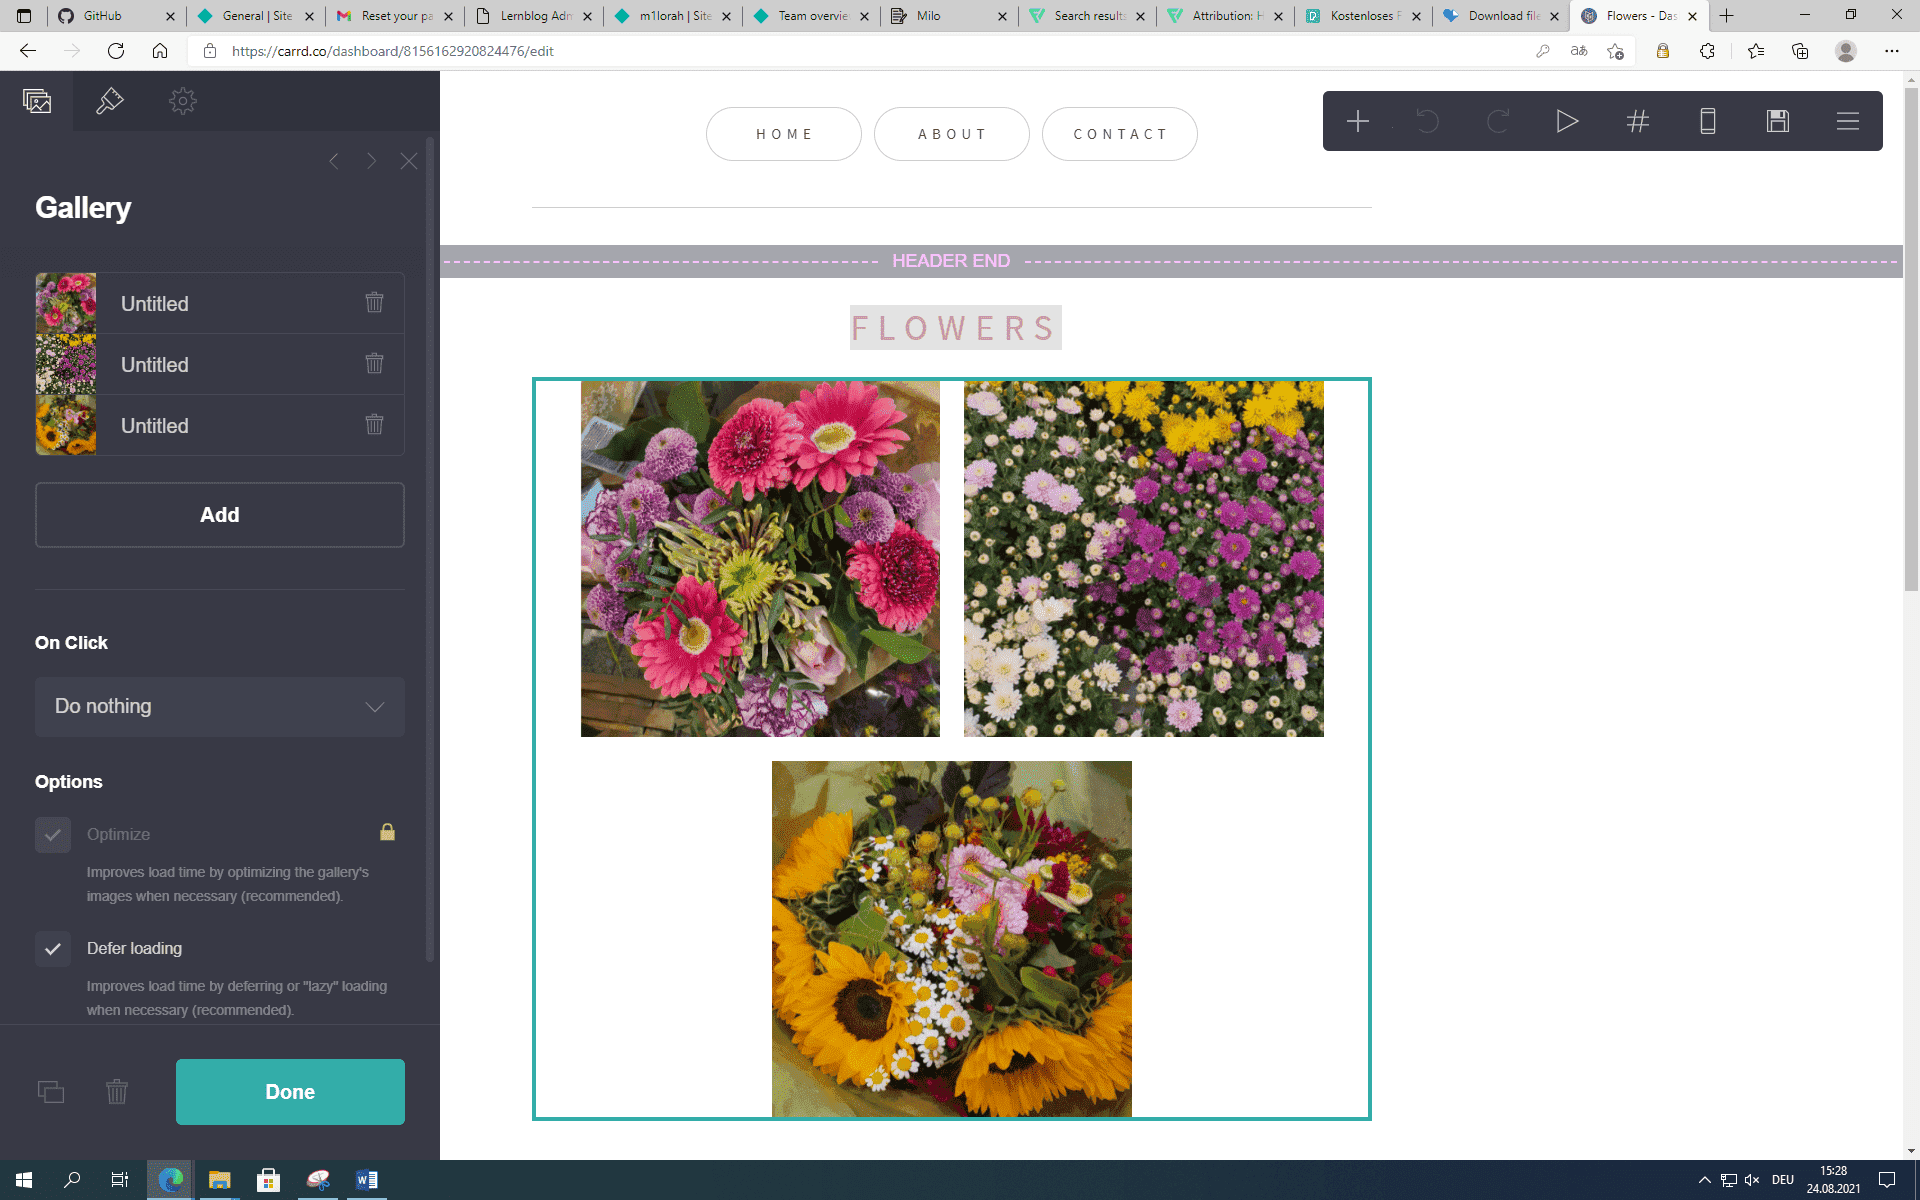 GitHub
General | Site
Reset your pa
Lernblog Adm
m1lorah | Site
Team overvie
Milo
Search results
Attribution: H
Kostenloses F
Download file
Flowers - Das
https://carrd.co/dashboard/8156162920824476/edit
aあ
HOME
ABOUT
CONTACT
Gallery
HEADER END
Untitled
Untitled
Untitled
FLOWERS
Add
On Click
Do nothing
Options
Optimize
Improves load time by optimizing the gallery's
images when necessary (recommended).
Defer loading
Improves load time by deferring or "lazy" loading
when necessary (recommended).
Done
DEU
15:28
24.08.2021